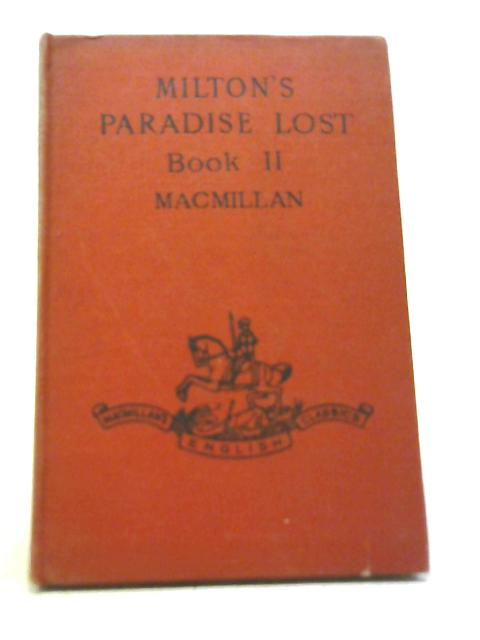 MILTON'S
PARADISE LOST
Book II
MACMILLAN
MACMILLAN'S
ENGLISH
CLASSICS